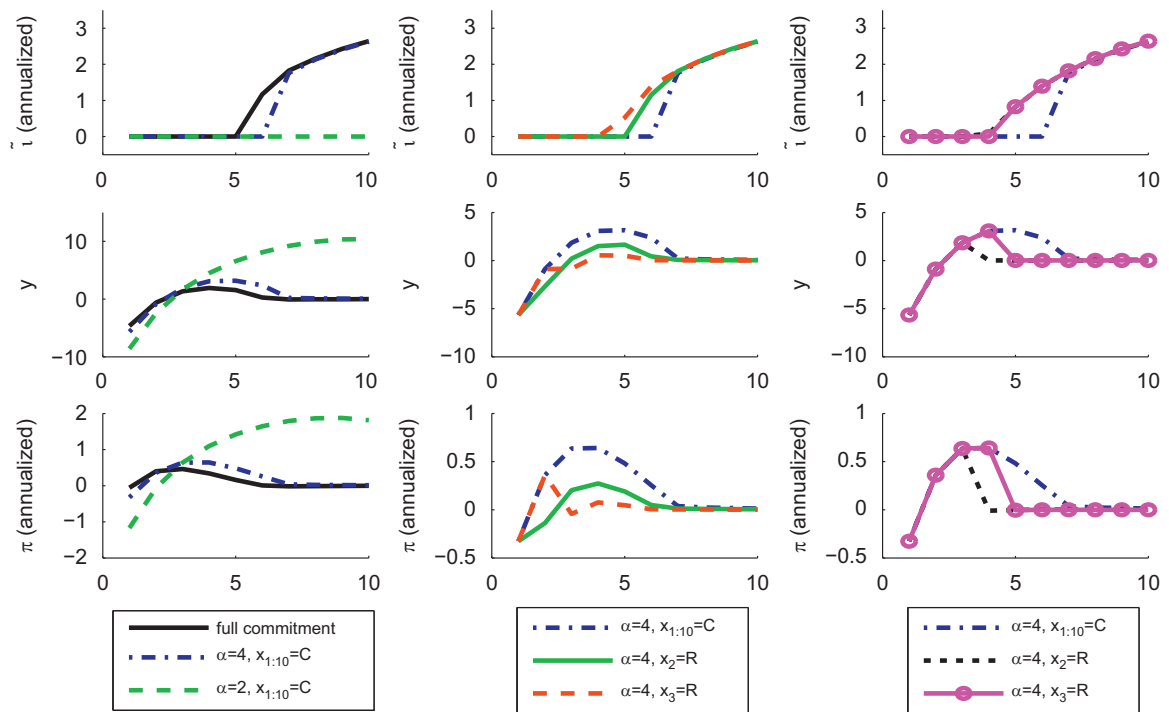 3
2
1
0
ĩ (annualized)
0 5 10
3
2
1
0
ĩ (annualized)
0 5 10
3
2
1
0
ĩ (annualized)
0 5 10
10
0
−10
y
0 5 10
5
0
−5
−10
y
0 5 10
5
0
−5
−10
y
0 5 10
2
1
0
−1
−2
π (annualized)
0 5 10
1
0.5
0
−0.5
π (annualized)
0 5 10
1
0.5
0
−0.5
π (annualized)
0 5 10
full commitment
α=4, x₁:₁₀=C
α=2, x₁:₁₀=C
α=4, x₁:₁₀=C
α=4, x₂=R
α=4, x₃=R
α=4, x₁:₁₀=C
α=4, x₂=R
α=4, x₃=R